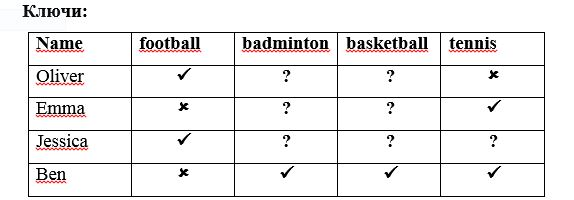 Ключи:
Name football badminton basketball tennis
Oliver ✓ ? ? ✘
Emma ✘ ? ? ✓
Jessica ✓ ? ? ?
Ben ✘ ✓ ✓ ✓